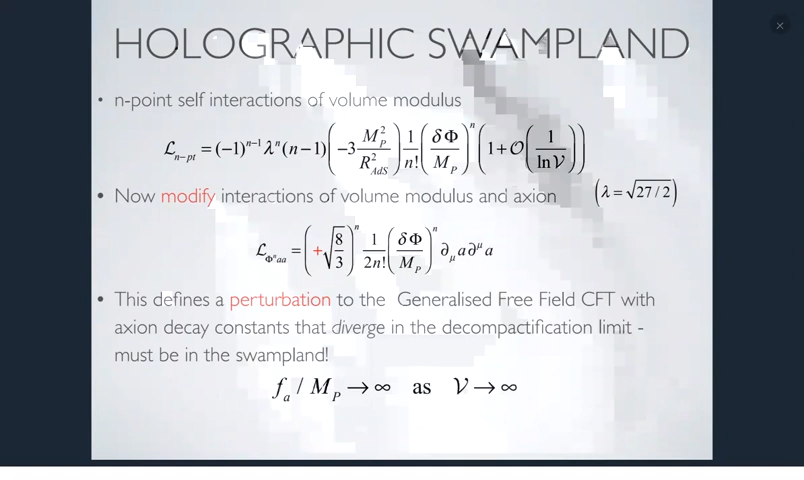 HOLOGRAPHIC SWAMPLAND
• n-point self interactions of volume modulus
ℒ_{n-pt} = (-1)^{n-1} λ^n (n-1) (-3 M_P^2 / R_{AdS}^2) 1/n! (δΦ / M_P)^n (1 + 𝒪(1 / ln 𝒱))
• Now modify interactions of volume modulus and axion (λ = √(27/2))
ℒ_{Φ^n aa} = (+√(8/3))^n 1/2n! (δΦ / M_P)^n ∂_μ a ∂^μ a
• This defines a perturbation to the Generalised Free Field CFT with
axion decay constants that diverge in the decompactification limit -
must be in the swampland!
f_a / M_P → ∞ as 𝒱 → ∞